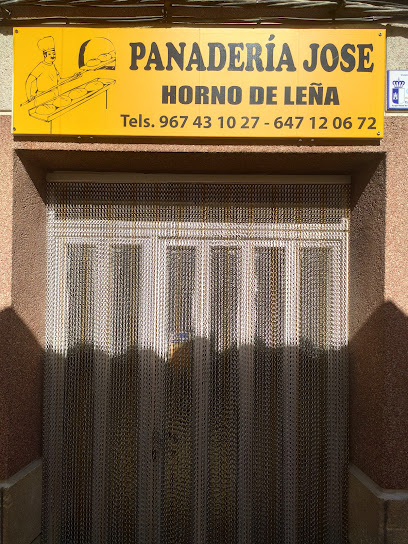 PANADERÍA JOSE
HORNO DE LEÑA
Tels. 967 43 10 27 - 647 12 06 72